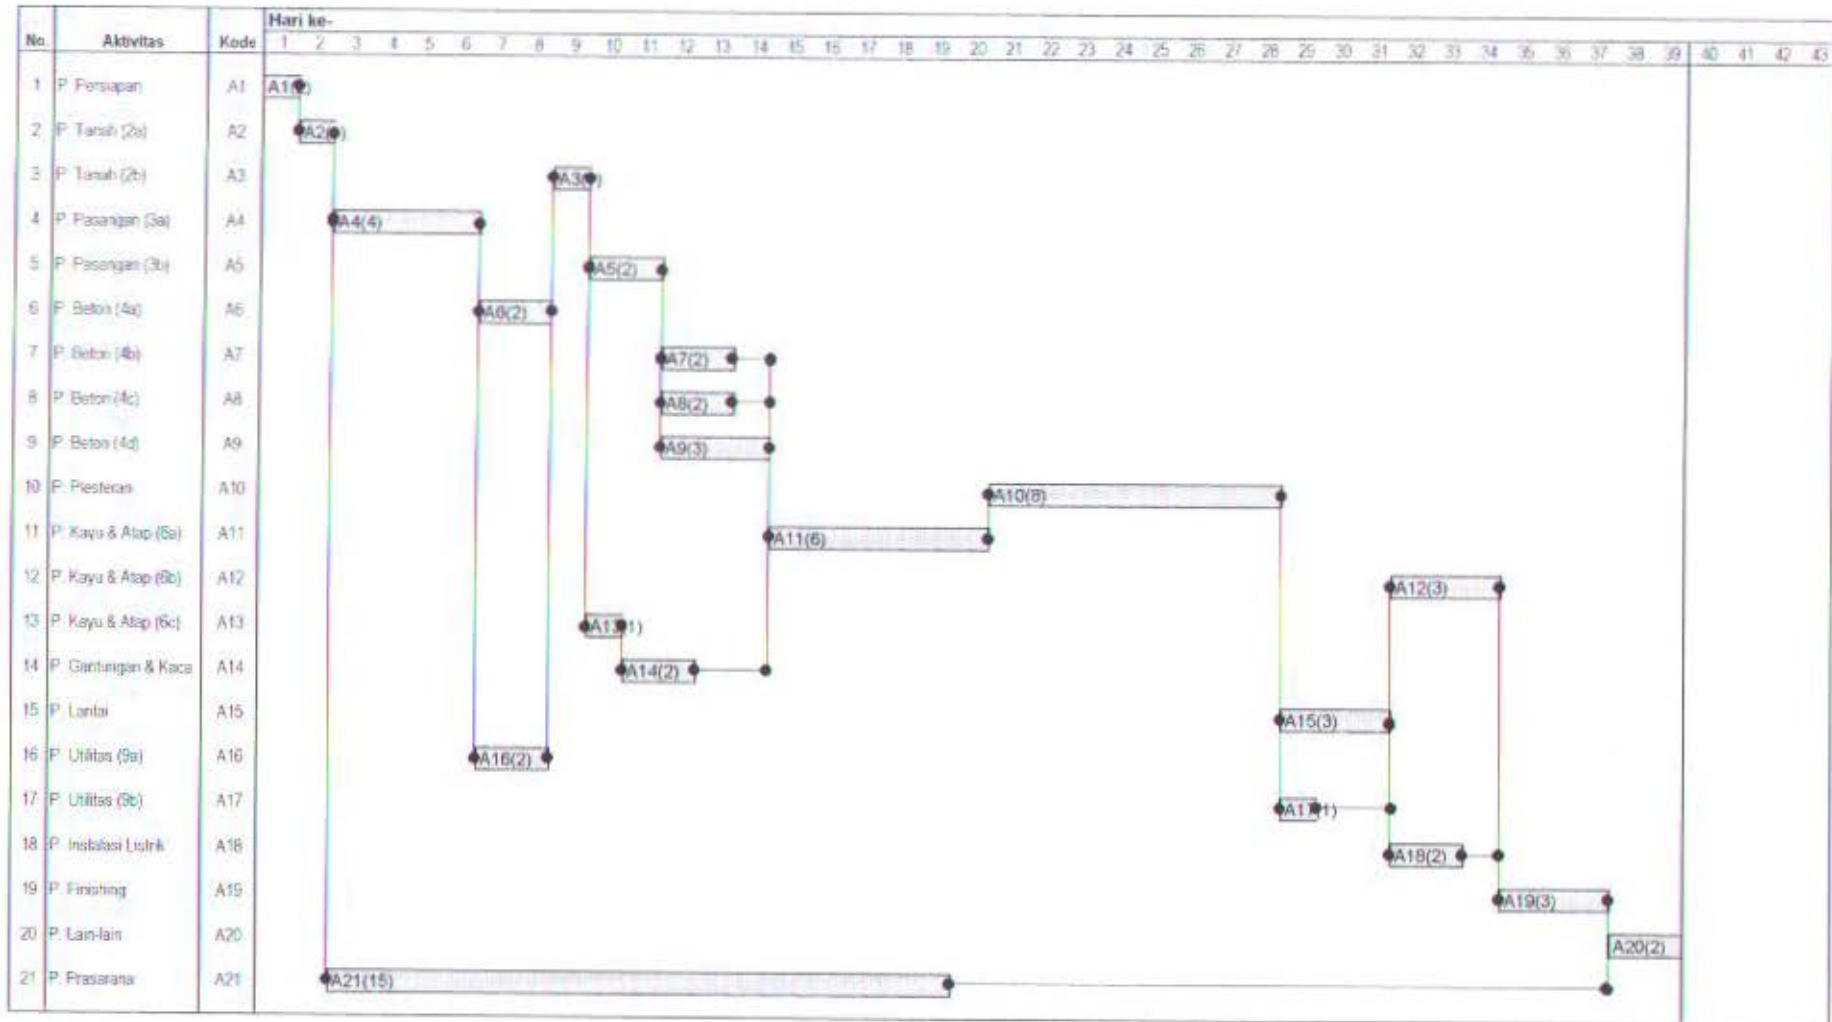 Hari ke-
No. Aktivitas Kode 1 2 3 4 5 6 7 8 9 10 11 12 13 14 15 16 17 18 19 20 21 22 23 24 25 26 27 28 29 30 31 32 33 34 35 36 37 38 39 40 41 42 43
1 P. Persiapan A1 A1(2)
2 P. Tanah (2a) A2 A2( )
3 P. Tanah (2b) A3 A3( )
4 P. Pasangan (3a) A4 A4(4)
5 P. Pasangan (3b) A5 A5(2)
6 P. Beton (4a) A6 A6(2)
7 P. Beton (4b) A7 A7(2)
8 P. Beton (4c) A8 A8(2)
9 P. Beton (4d) A9 A9(3)
10 P. Plesteran A10 A10(8)
11 P. Kayu & Atap (6a) A11 A11(6)
12 P. Kayu & Atap (6b) A12 A12(3)
13 P. Kayu & Atap (6c) A13 A13(1)
14 P. Gantungan & Kaca A14 A14(2)
15 P. Lantai A15 A15(3)
16 P. Utilitas (9a) A16 A16(2)
17 P. Utilitas (9b) A17 A17(1)
18 P. Instalasi Listrik A18 A18(2)
19 P. Finishing A19 A19(3)
20 P. Lain-lain A20 A20(2)
21 P. Prasarana A21 A21(15)